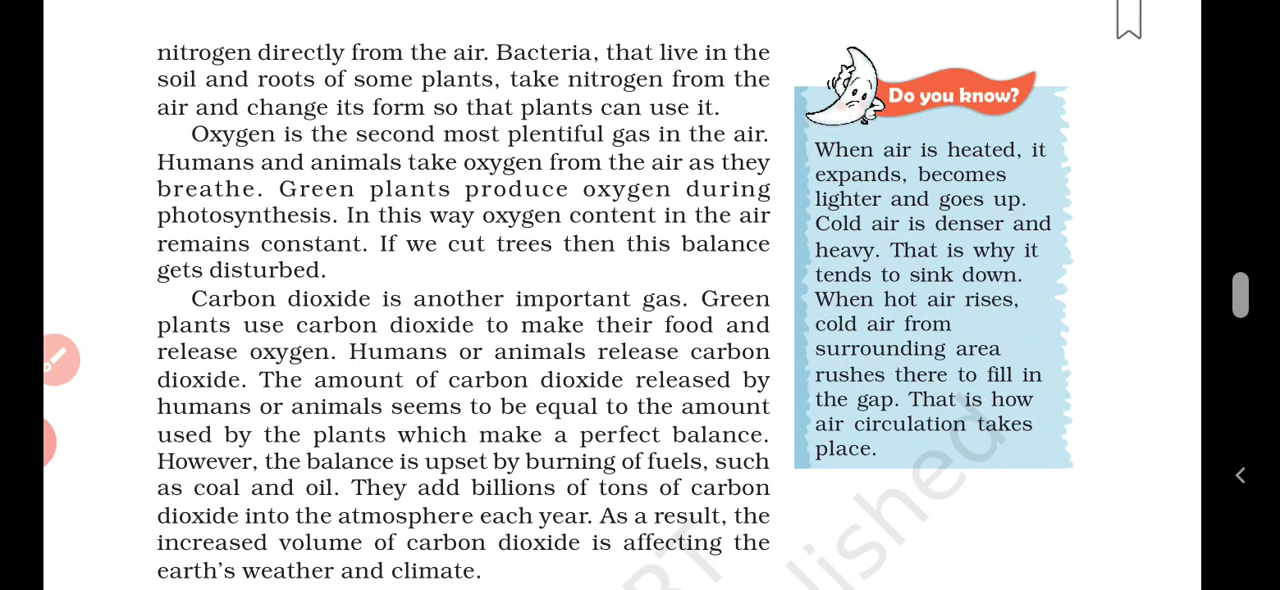 nitrogen directly from the air. Bacteria, that live in the
soil and roots of some plants, take nitrogen from the
air and change its form so that plants can use it.
Oxygen is the second most plentiful gas in the air.
Humans and animals take oxygen from the air as they
breathe. Green plants produce oxygen during
photosynthesis. In this way oxygen content in the air
remains constant. If we cut trees then this balance
gets disturbed.
Carbon dioxide is another important gas. Green
plants use carbon dioxide to make their food and
release oxygen. Humans or animals release carbon
dioxide. The amount of carbon dioxide released by
humans or animals seems to be equal to the amount
used by the plants which make a perfect balance.
However, the balance is upset by burning of fuels, such
as coal and oil. They add billions of tons of carbon
dioxide into the atmosphere each year. As a result, the
increased volume of carbon dioxide is affecting the
earth's weather and climate.
Do you know?
When air is heated, it
expands, becomes
lighter and goes up.
Cold air is denser and
heavy. That is why it
tends to sink down.
When hot air rises,
cold air from
surrounding area
rushes there to fill in
the gap. That is how
air circulation takes
place.